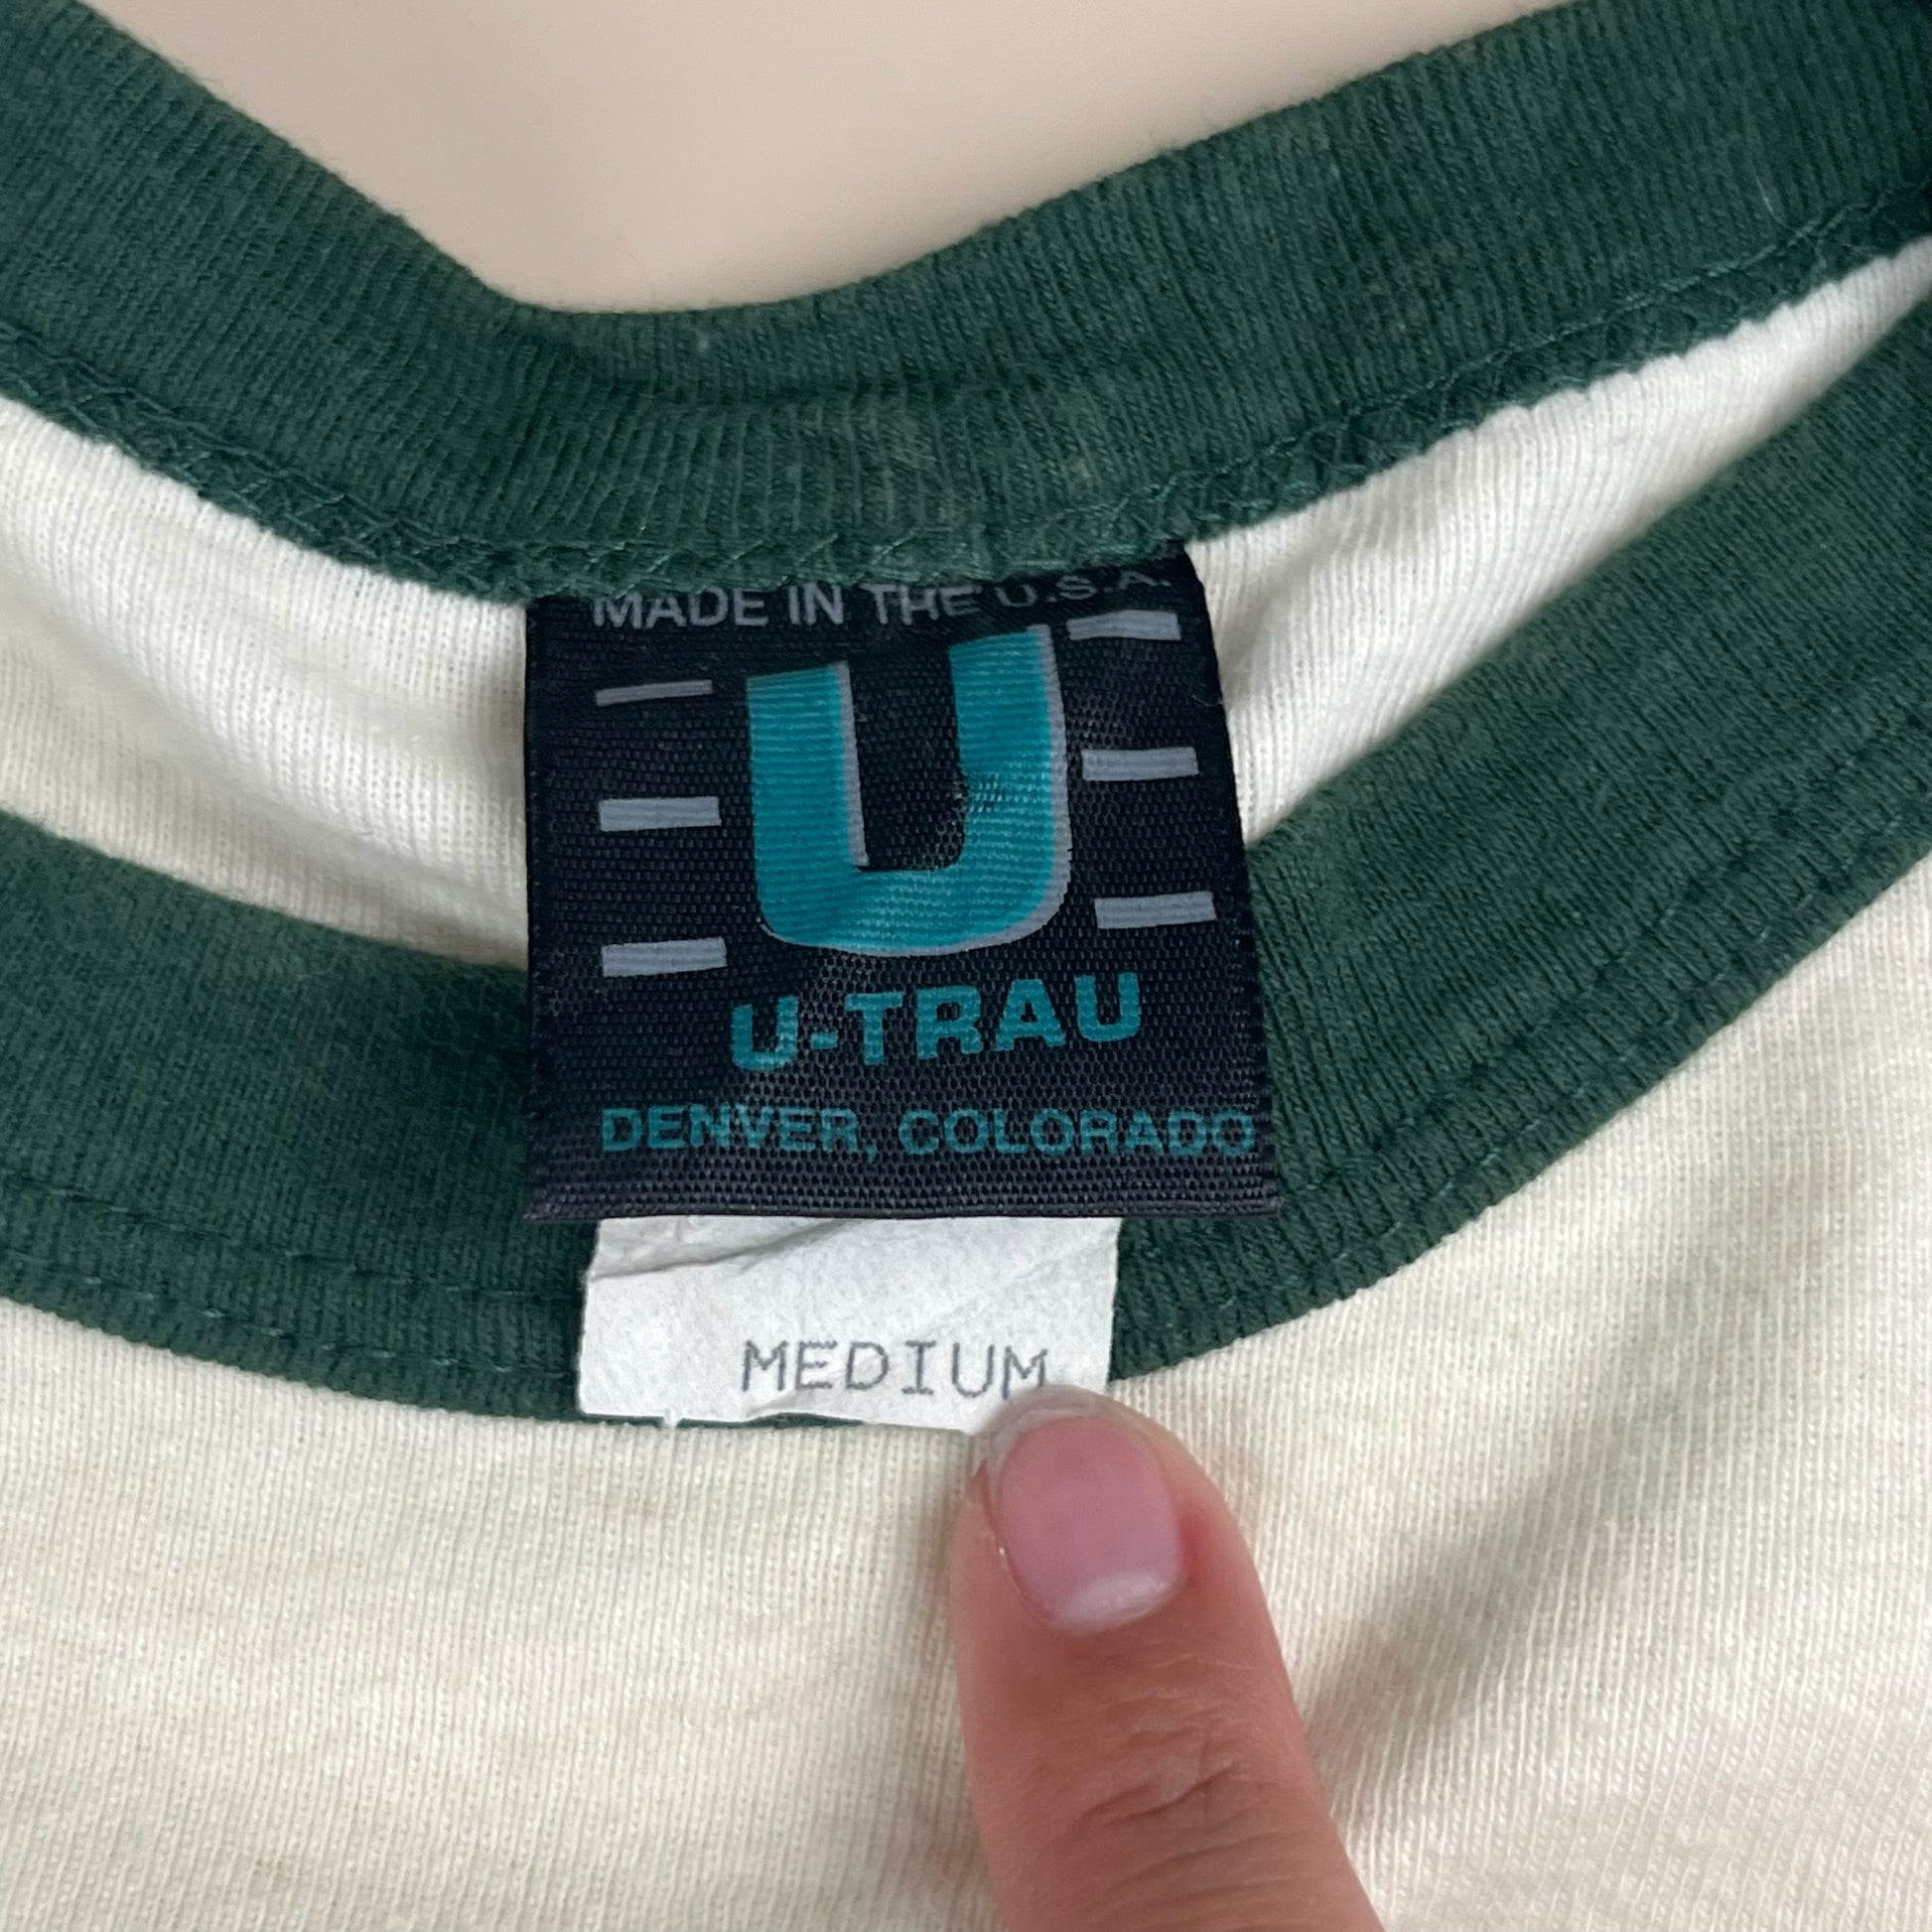 MADE IN THE U.S.A.
U
U-TRAU
DENVER, COLORADO
MEDIUM